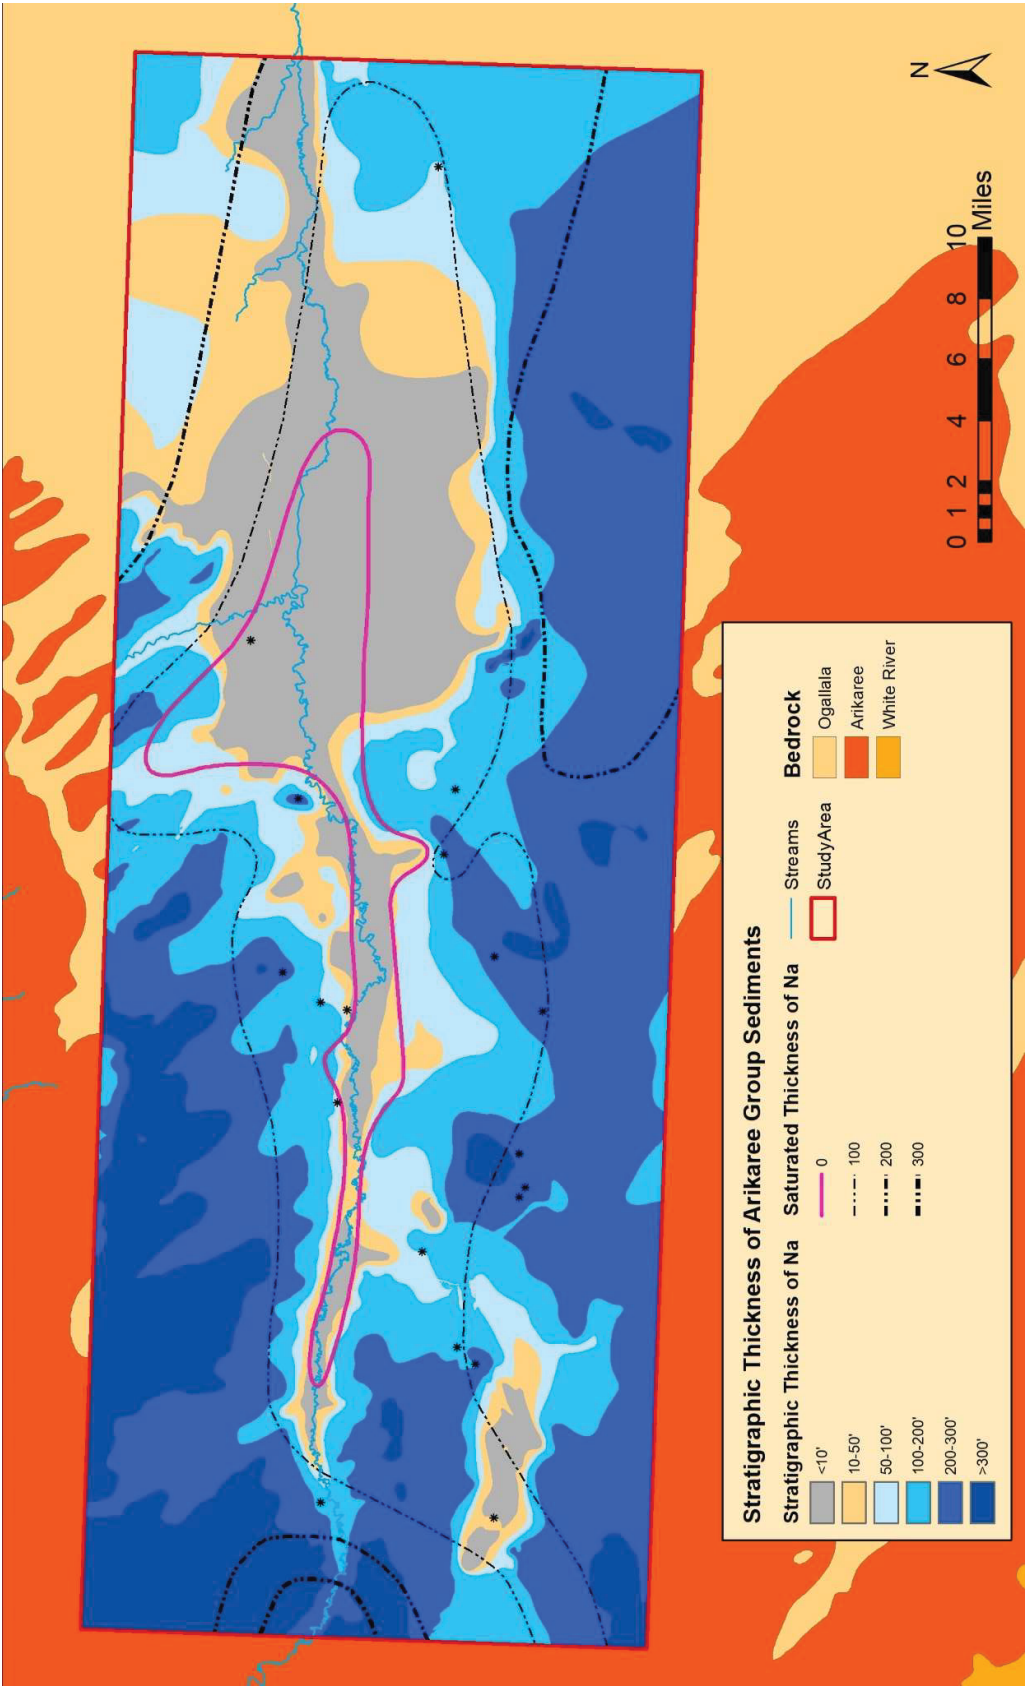 N
0 1 2 4 6 8 10
Miles
Stratigraphic Thickness of Arikaree Group Sediments
Stratigraphic Thickness of Na
<10'
10-50'
50-100'
100-200'
200-300'
>300'
Saturated Thickness of Na
0
100
200
300
Streams
StudyArea
Bedrock
Ogallala
Arikaree
White River